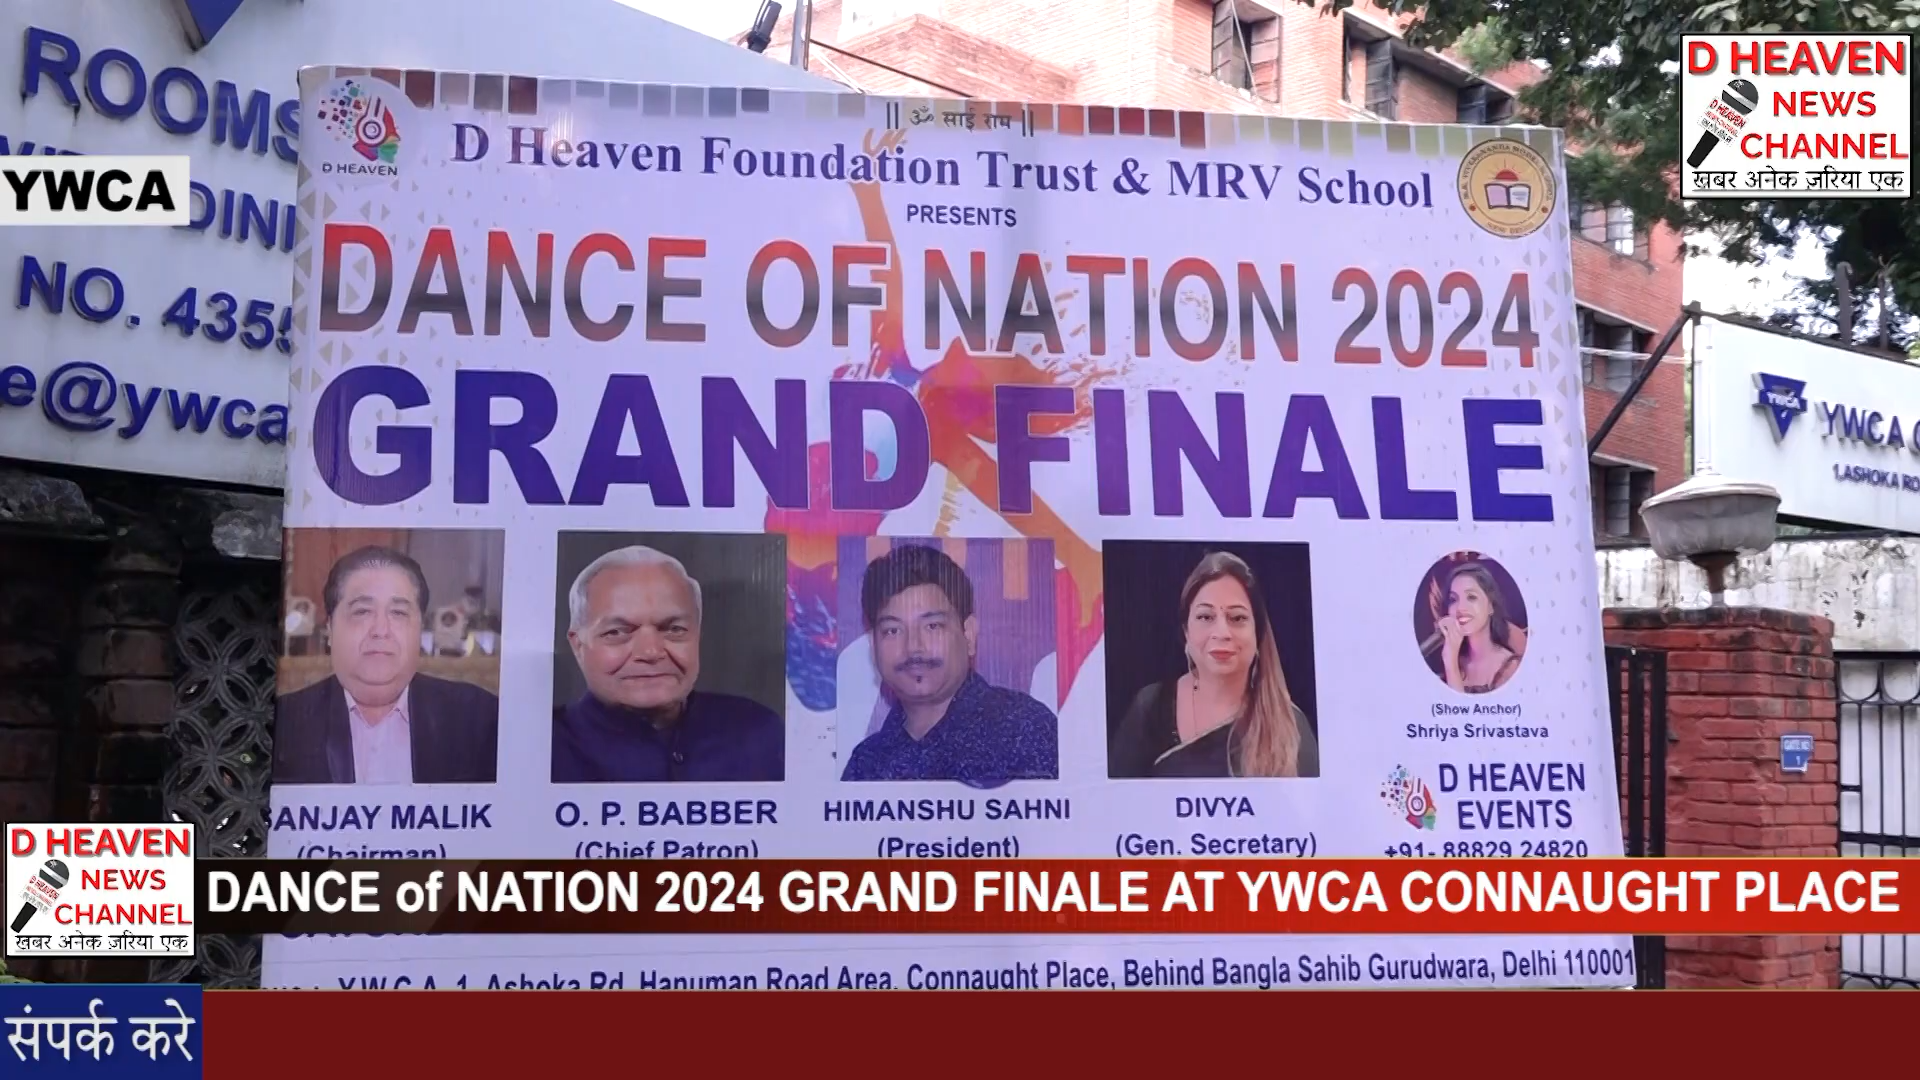 ROOMS
DINI
NO. 435
e@ywca
YWCA
D HEAVEN
|| ॐ साई राम ||
D Heaven Foundation Trust & MRV School
PRESENTS
DANCE OF NATION 2024
GRAND FINALE
ANJAY MALIK
(Chairman)
O. P. BABBER
(Chief Patron)
HIMANSHU SAHNI
(President)
DIVYA
(Gen. Secretary)
(Show Anchor)
Shriya Srivastava
D HEAVEN
EVENTS
+91- 88829 24820
Y.W.C.A, 1, Ashoka Rd, Hanuman Road Area, Connaught Place, Behind Bangla Sahib Gurudwara, Delhi 110001
D HEAVEN
NEWS
CHANNEL
खबर अनेक ज़रिया एक
YWCA
YWCA
1, ASHOKA RO
D HEAVEN
NEWS
CHANNEL
खबर अनेक ज़रिया एक
DANCE of NATION 2024 GRAND FINALE AT YWCA CONNAUGHT PLACE
संपर्क करे